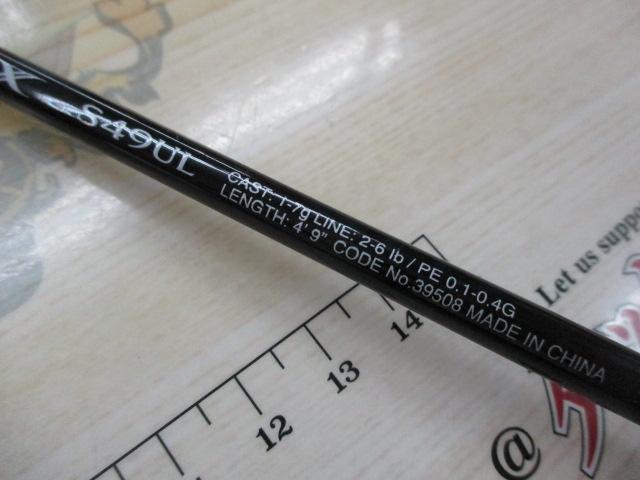 X S49UL
CAST: 1-7g LINE: 2-6 lb / PE 0.1-0.4G
LENGTH: 4' 9" CODE No.39508 MADE IN CHINA
12 13 14
Let us suppo
@